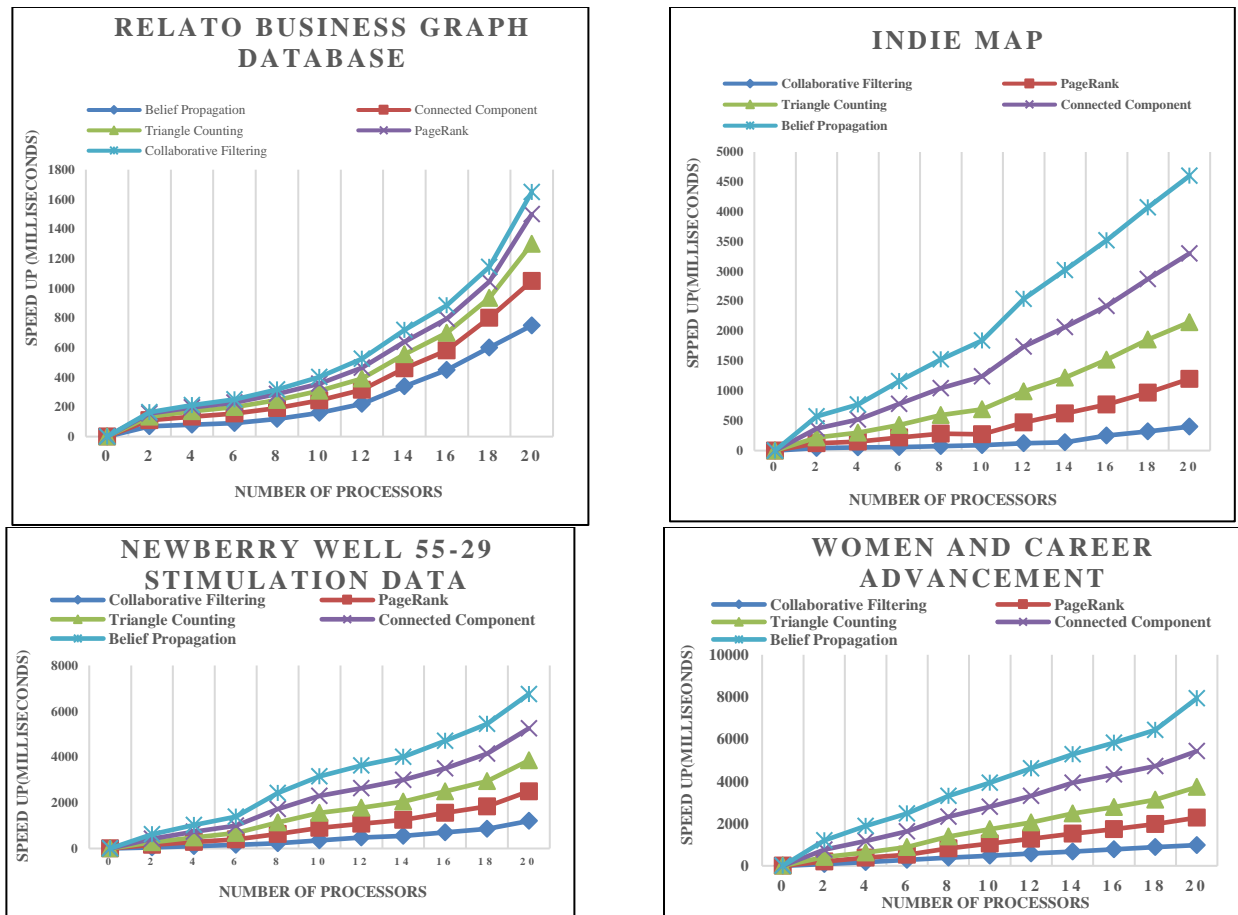 RELATO BUSINESS GRAPH
DATABASE
Belief Propagation
Connected Component
Triangle Counting
PageRank
Collaborative Filtering
SPEED UP (MILLISECONDS)
1800
1600
1400
1200
1000
800
600
400
200
0
0 2 4 6 8 10 12 14 16 18 20
NUMBER OF PROCESSORS
INDIE MAP
Collaborative Filtering
PageRank
Triangle Counting
Connected Component
Belief Propagation
SPPED UP(MILLISECONDS)
5000
4500
4000
3500
3000
2500
2000
1500
1000
500
0
0 2 4 6 8 10 12 14 16 18 20
NUMBER OF PROCESSORS
NEWBERRY WELL 55-29
STIMULATION DATA
Collaborative Filtering
PageRank
Triangle Counting
Connected Component
Belief Propagation
SPEED UP(MILLISECONDS)
8000
6000
4000
2000
0
0 2 4 6 8 10 12 14 16 18 20
NUMBER OF PROCESSORS
WOMEN AND CAREER
ADVANCEMENT
Collaborative Filtering
PageRank
Triangle Counting
Connected Component
Belief Propagation
SPEED UP(MILLISEONDS)
10000
8000
6000
4000
2000
0
0 2 4 6 8 10 12 14 16 18 20
NUMBER OF PROCESSORS